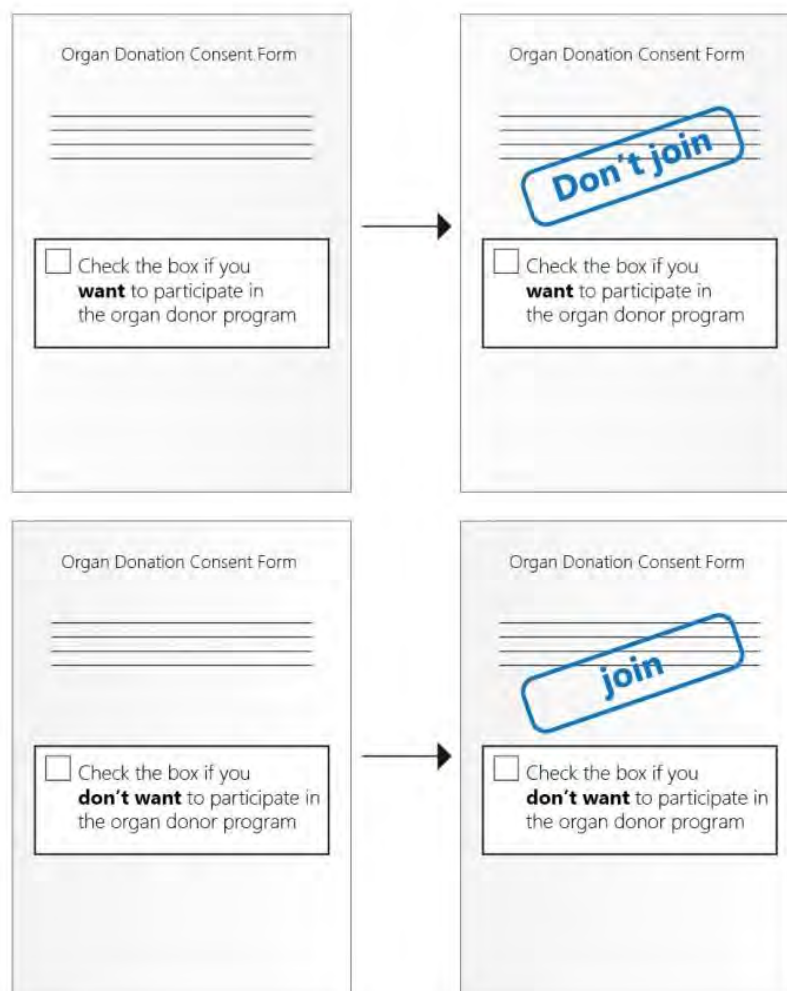 Organ Donation Consent Form
Check the box if you
want to participate in
the organ donor program
Organ Donation Consent Form
Don't join
Check the box if you
want to participate in
the organ donor program
Organ Donation Consent Form
Check the box if you
don't want to participate in
the organ donor program
Organ Donation Consent Form
join
Check the box if you
don't want to participate in
the organ donor program